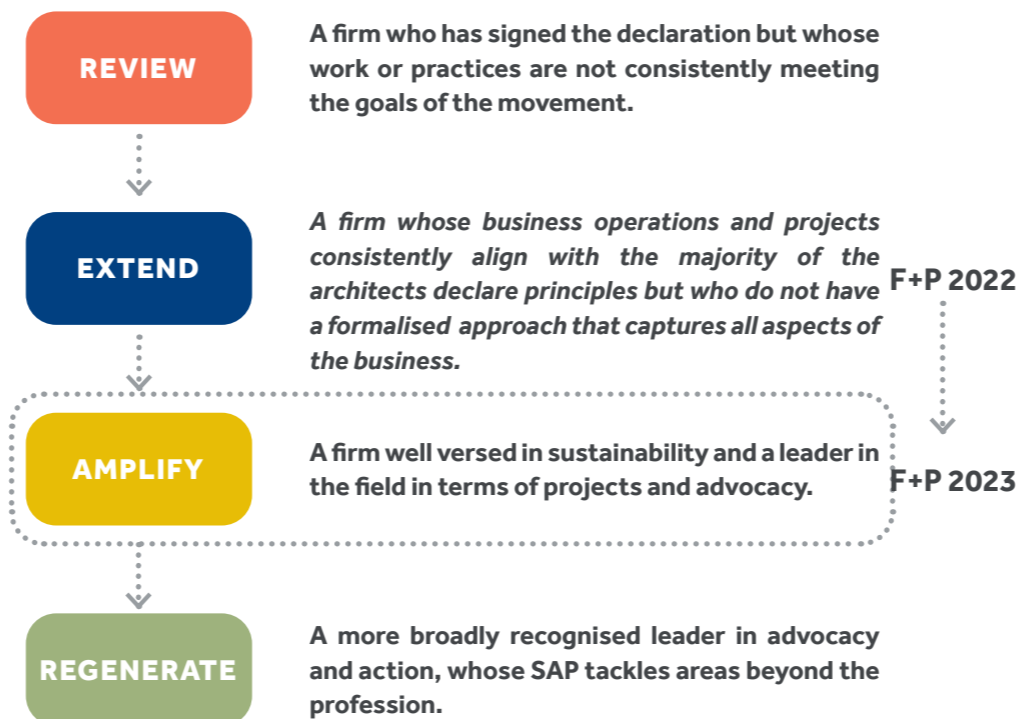 REVIEW
A firm who has signed the declaration but whose
work or practices are not consistently meeting
the goals of the movement.
EXTEND
A firm whose business operations and projects
consistently align with the majority of the
architects declare principles but who do not have
a formalised approach that captures all aspects of
the business.
F+P 2022
AMPLIFY
A firm well versed in sustainability and a leader in
the field in terms of projects and advocacy.
F+P 2023
REGENERATE
A more broadly recognised leader in advocacy
and action, whose SAP tackles areas beyond the
profession.